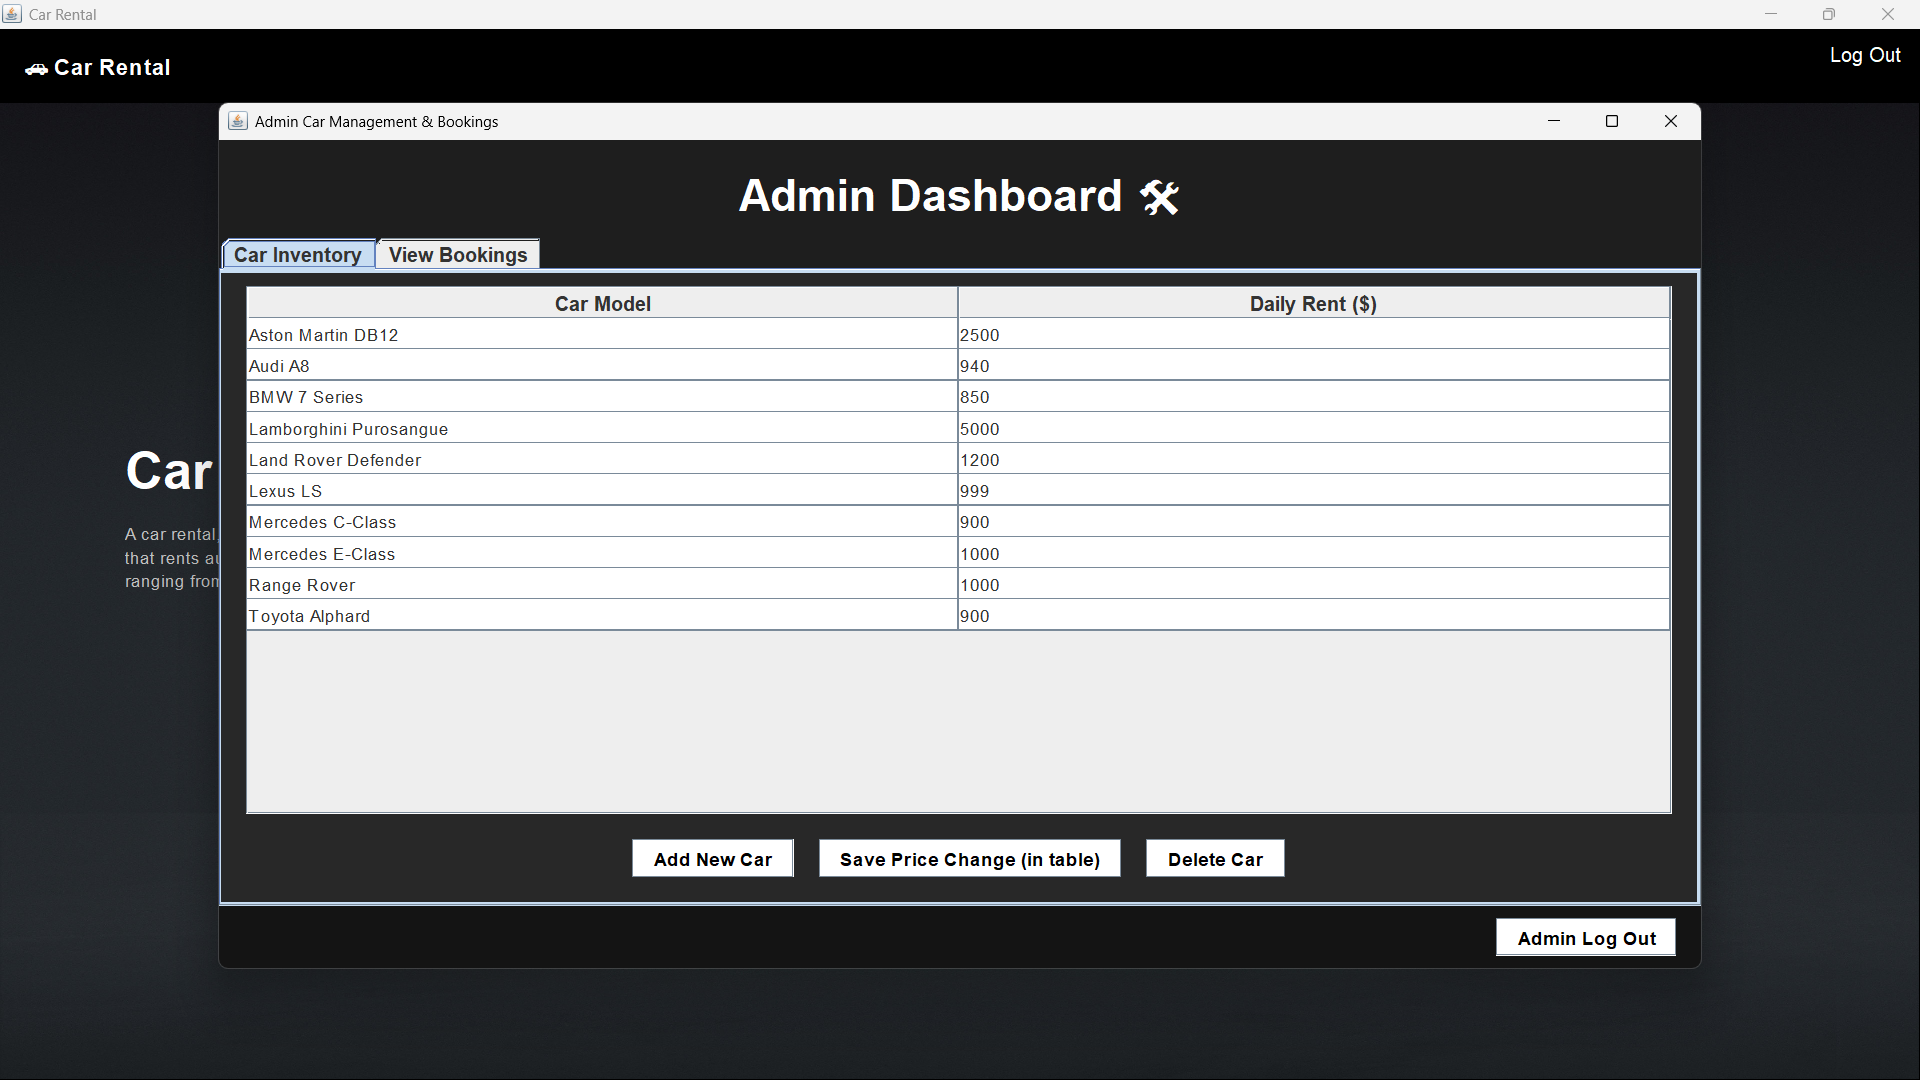 Car Rental
Car Rental
Log Out
Admin Car Management & Bookings
Admin Dashboard
Car Inventory
View Bookings
Car Model Daily Rent ($)
Aston Martin DB12 2500
Audi A8 940
BMW 7 Series 850
Lamborghini Purosangue 5000
Land Rover Defender 1200
Lexus LS 999
Mercedes C-Class 900
Mercedes E-Class 1000
Range Rover 1000
Toyota Alphard 900
Car
A car rental,
that rents
ranging
Add New Car
Save Price Change (in table)
Delete Car
Admin Log Out